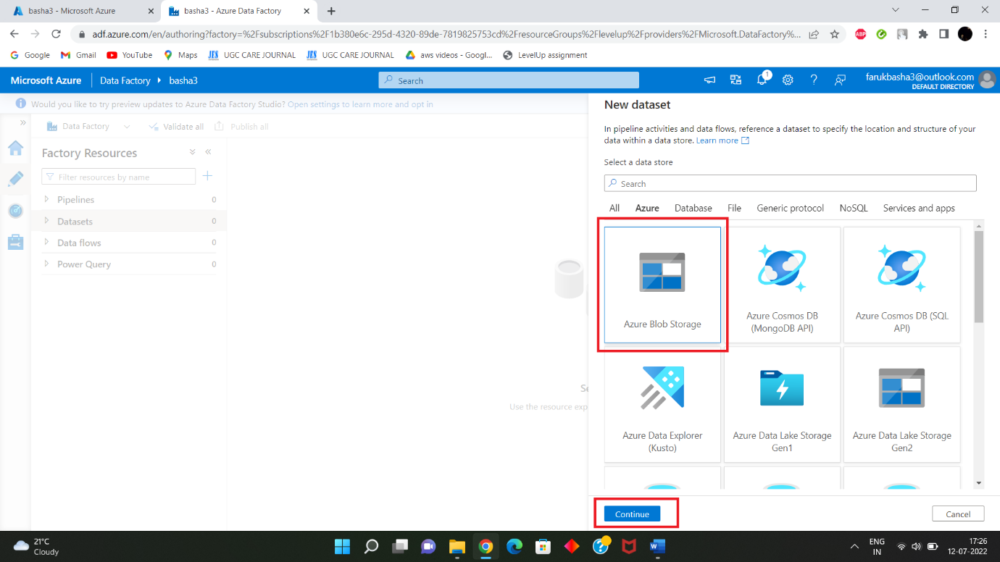 basha3 - Microsoft Azure
basha3 - Azure Data Factory
adf.azure.com/en/authoring?factory=%2Fsubscriptions%2F1b380e6c-295d-4320-89de-7819825753cd%2FresourceGroups%2Flevelup%2Fproviders%2FMicrosoft.DataFactory%...
ABP
Google
Gmail
YouTube
Maps
JES UGC CARE JOURNAL
JES UGC CARE JOURNAL
aws videos - Googl...
LevelUp assignment
Microsoft Azure
Data Factory
basha3
Search
1
farukbasha3@outlook.com
DEFAULT DIRECTORY
Would you like to try preview updates to Azure Data Factory Studio? Open settings to learn more and opt in
Data Factory
Validate all
Publish all
Factory Resources
Filter resources by name
Pipelines 0
Datasets 0
Data flows 0
Power Query 0
Se
Use the resource exp
New dataset
In pipeline activities and data flows, reference a dataset to specify the location and structure of your
data within a data store. Learn more
Select a data store
Search
All Azure Database File Generic protocol NoSQL Services and apps
Azure Blob Storage
Azure Cosmos DB
(MongoDB API)
Azure Cosmos DB (SQL
API)
Azure Data Explorer
(Kusto)
Azure Data Lake Storage
Gen1
Azure Data Lake Storage
Gen2
Continue
Cancel
21°C
Cloudy
ENG
IN
17:26
12-07-2022